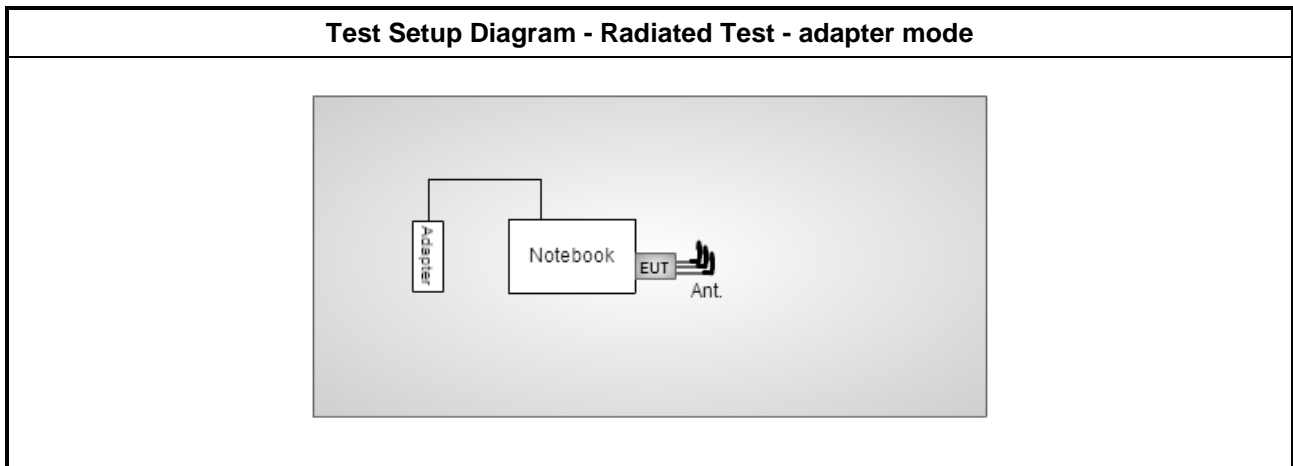 Test Setup Diagram - Radiated Test - adapter mode
Adapter
Notebook
EUT
Ant.